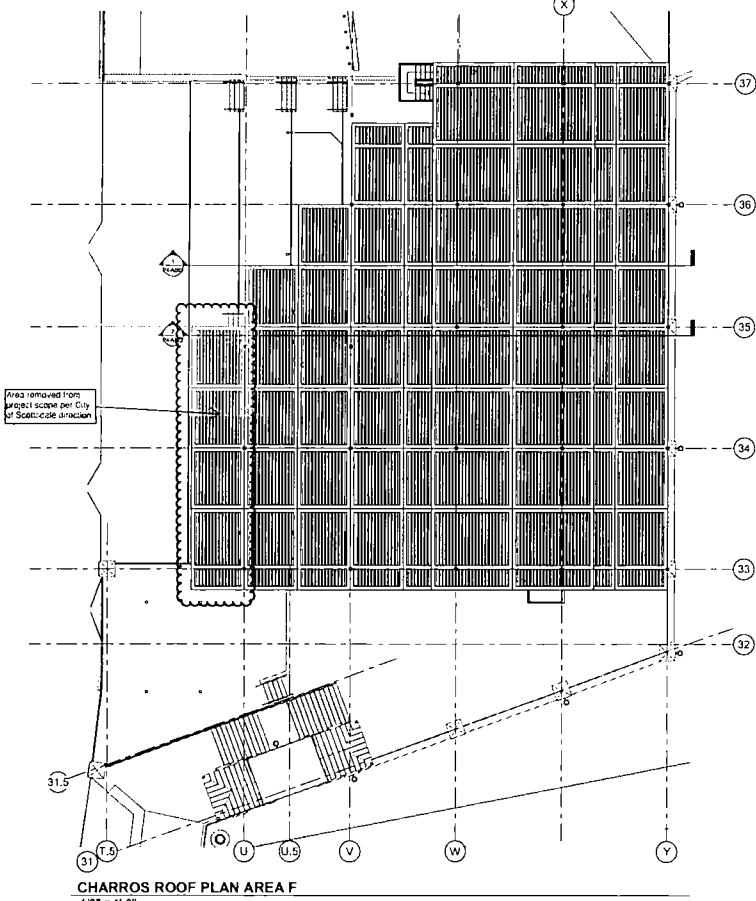 X
37
36
35
34
33
32
Area removed from
project scope per City
of Scottsdale direction
31.5
31
T.5
U
U.5
V
W
Y
CHARROS ROOF PLAN AREA F